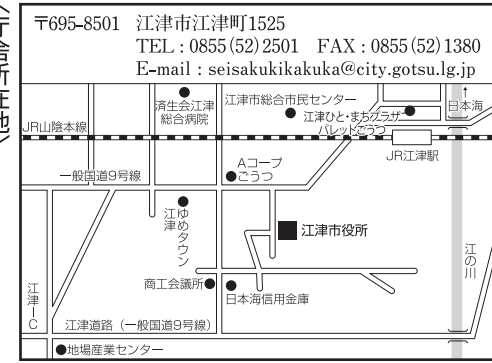 〈庁舎所在地〉
〒695-8501 江津市江津町1525
TEL：0855(52)2501 FAX：0855(52)1380
E-mail：seisakukikakuka@city.gotsu.lg.jp
済生会江津
総合病院
江津市総合市民センター
江津ひと・まちプラザ
パレットごうつ
↑
日本海
JR山陰本線
JR江津駅
一般国道9号線
Aコープ
ごうつ
ゆめタウン
江津
江津市役所
江の川
商工会議所
日本海信用金庫
江津IC
江津道路（一般国道9号線）
地場産業センター